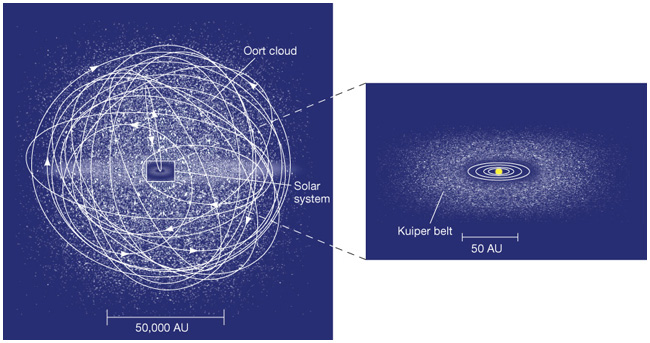 Oort cloud
Solar
system
50,000 AU
Kuiper belt
50 AU